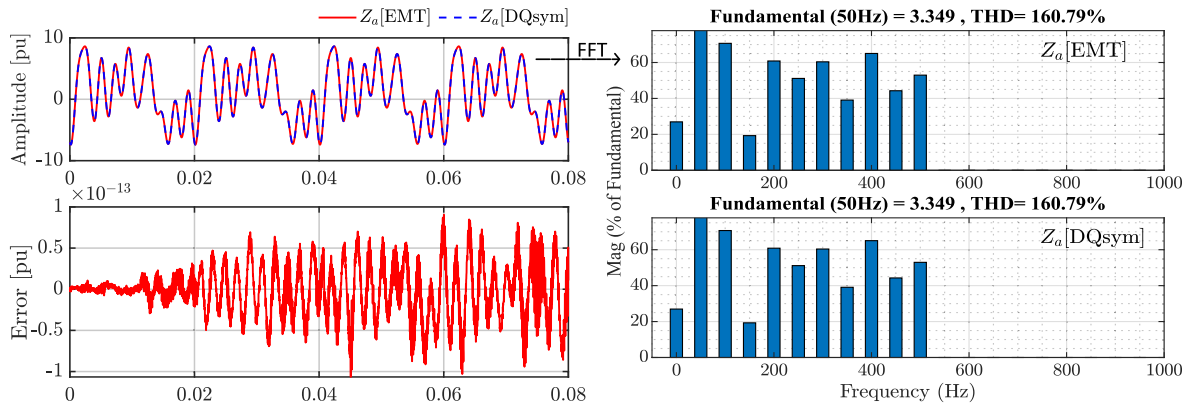 Z_a[EMT] Z_a[DQsym]
Amplitude [pu]
10
0
-10
0 0.02 0.04 0.06 0.08
×10^-13
Error [pu]
1
0.5
0
-0.5
-1
0 0.02 0.04 0.06 0.08
FFT
Mag (% of Fundamental)
Fundamental (50Hz) = 3.349 , THD= 160.79%
Z_a[EMT]
60
40
20
0
0 200 400 600 800 1000
Fundamental (50Hz) = 3.349 , THD= 160.79%
Z_a[DQsym]
60
40
20
0
0 200 400 600 800 1000
Frequency (Hz)